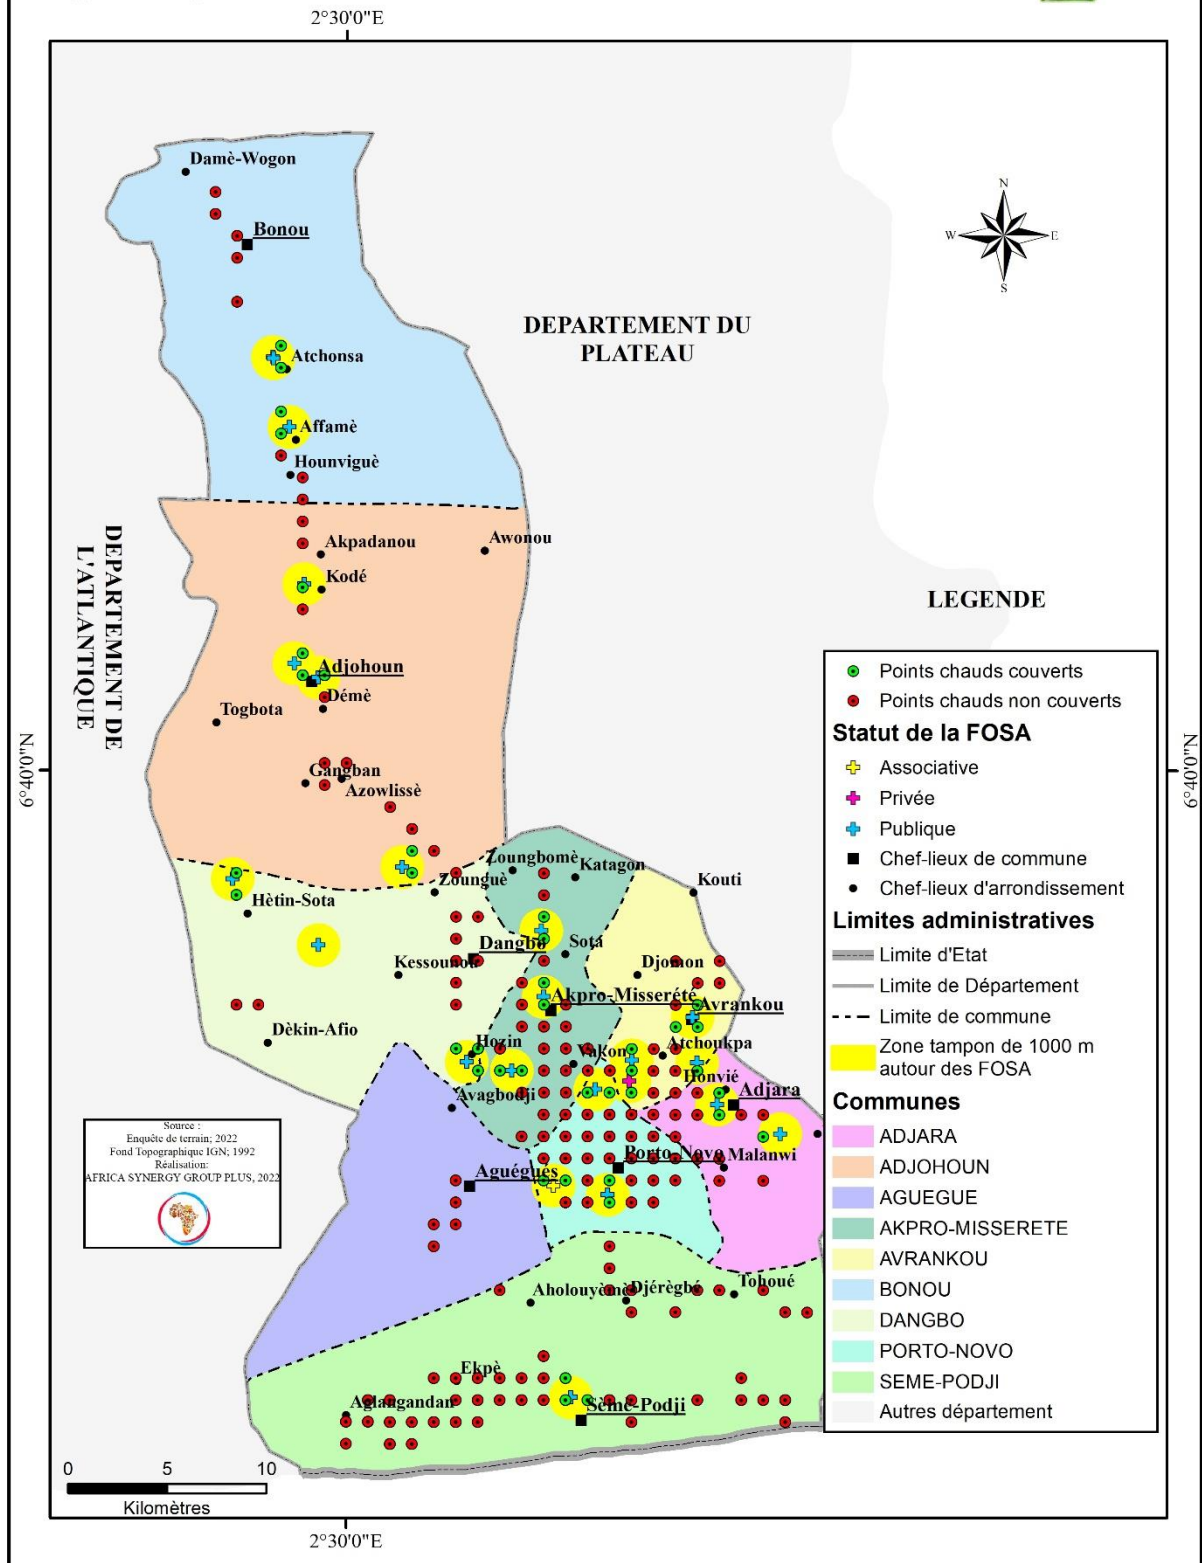 2°30'0"E
Damè-Wogon
Bonou
N
W
E
S
DEPARTEMENT DU
PLATEAU
Atchonsa
Affamè
Hounviguè
DEPARTEMENT DE
L'ATLANTIQUE
Akpadanou
Awonou
Kodé
Adjohoun
Démè
Togbota
Gangban
Azowlissè
6°40'0"N
6°40'0"N
Zoungbomè
Katagon
Zounguè
Kouti
Hètin-Sota
Dangbo
Sota
Kessounou
Djomon
Akpro-Misserété
Avrankou
Dèkin-Afio
Hozin
Vakon
Atchoukpa
Honvié
Adjara
Avagbodji
Porto-Novo
Malanwi
Aguégués
Aholouyèmè
Djérègbé
Tohoué
Ekpè
Aglangandan
Sèmè-Podji
LEGENDE
Points chauds couverts
Points chauds non couverts
Statut de la FOSA
Associative
Privée
Publique
Chef-lieux de commune
Chef-lieux d'arrondissement
Limites administratives
Limite d'Etat
Limite de Département
Limite de commune
Zone tampon de 1000 m
autour des FOSA
Communes
ADJARA
ADJOHOUN
AGUEGUE
AKPRO-MISSERETE
AVRANKOU
BONOU
DANGBO
PORTO-NOVO
SEME-PODJI
Autres département
Source :
Enquête de terrain; 2022
Fond Topographique IGN; 1992
Réalisation:
AFRICA SYNERGY GROUP PLUS, 2022
0 5 10
Kilomètres
2°30'0"E